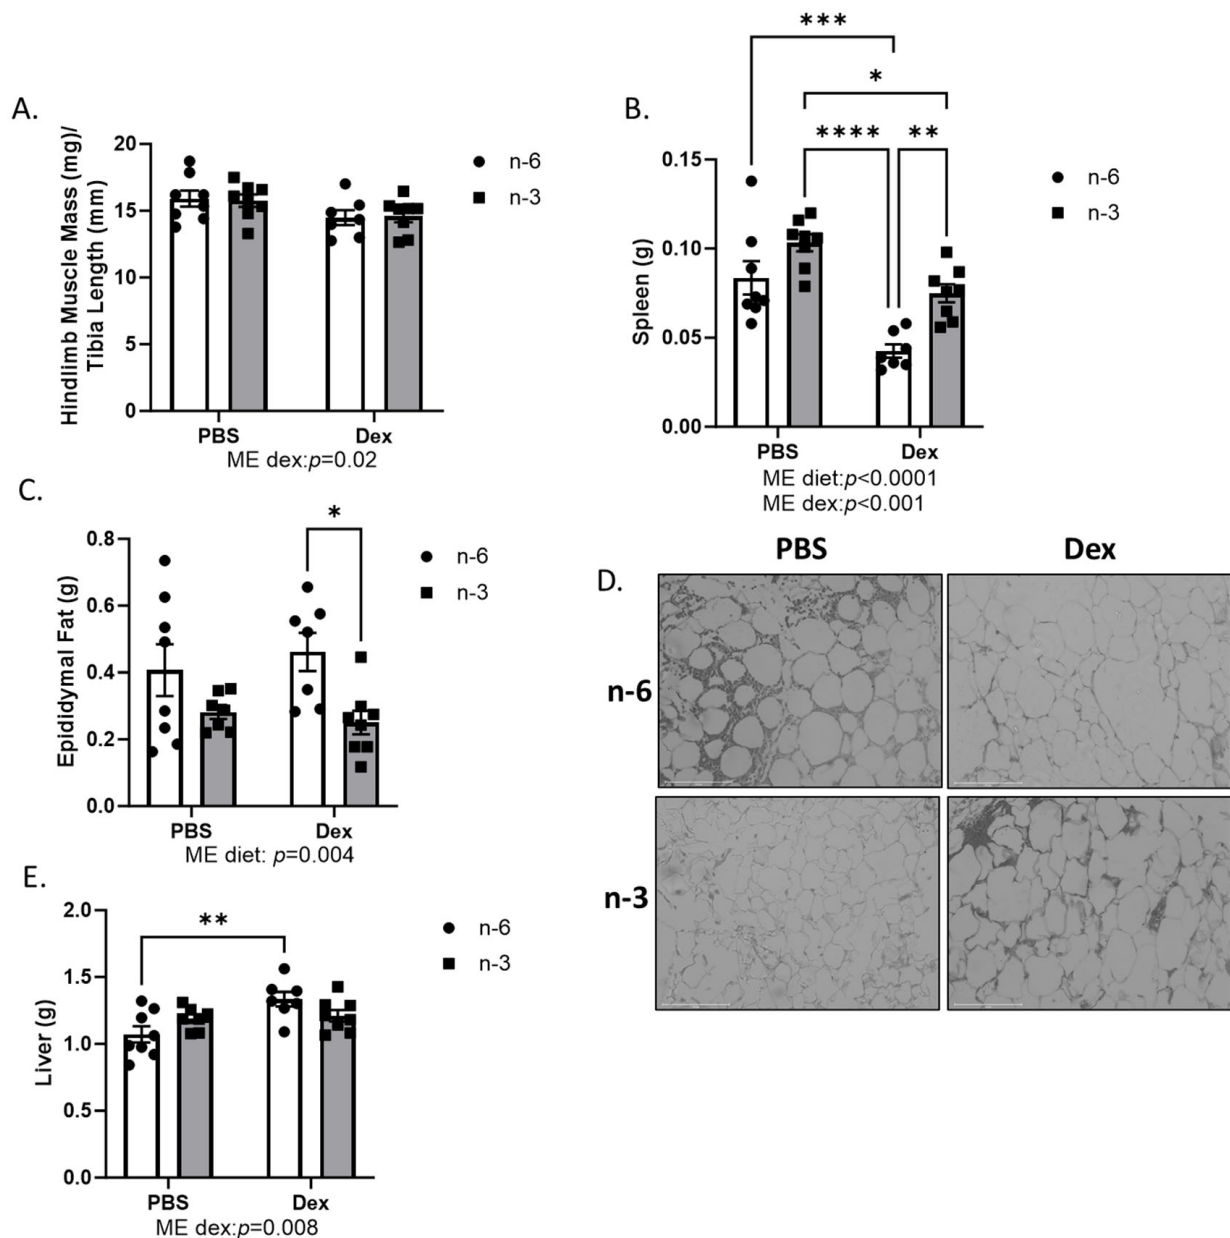 A.
Hindlimb Muscle Mass (mg)/
Tibia Length (mm)
20
15
10
5
0
PBS
Dex
ME dex:p=0.02
n-6
n-3
B.
***
*
****
**
Spleen (g)
0.15
0.10
0.05
0.00
PBS
Dex
ME diet:p<0.0001
ME dex:p<0.001
n-6
n-3
C.
*
Epididymal Fat (g)
0.8
0.6
0.4
0.2
0.0
PBS
Dex
ME diet: p=0.004
n-6
n-3
D.
PBS
Dex
n-6
n-3
E.
**
Liver (g)
2.0
1.5
1.0
0.5
0.0
PBS
Dex
ME dex:p=0.008
n-6
n-3